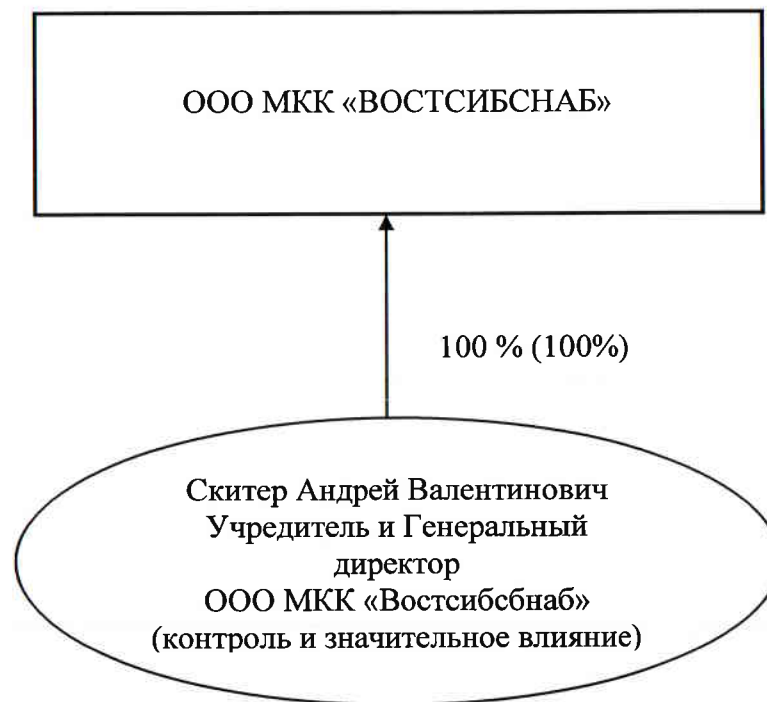 ООО МКК «ВОСТСИБСНАБ»
100 % (100%)
Скитер Андрей Валентинович
Учредитель и Генеральный
директор
ООО МКК «Востсибсбнаб»
(контроль и значительное влияние)